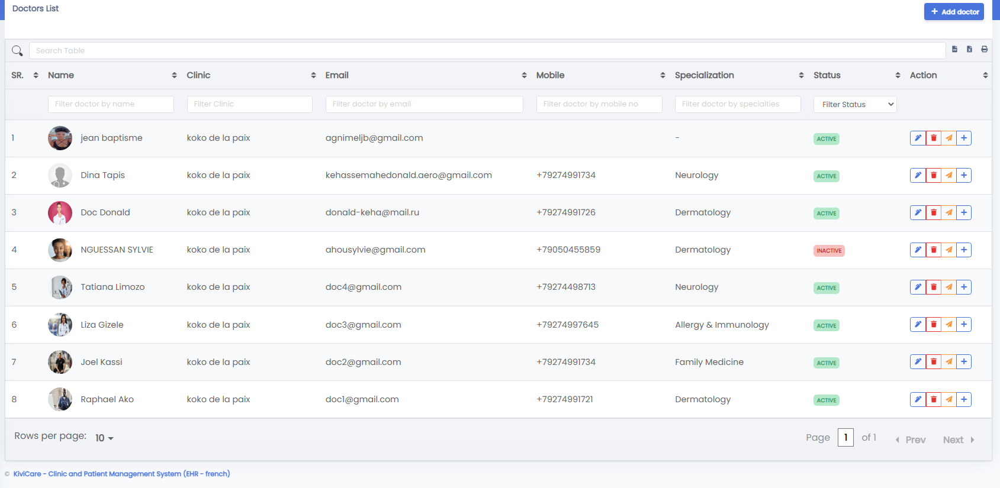 Doctors List
Add doctor
Search Table
SR. Name Clinic Email Mobile Specialization Status Action
Filter doctor by name Filter Clinic Filter doctor by email Filter doctor by mobile no Filter doctor by specialties Filter Status
1 jean baptisme koko de la paix agnimeljb@gmail.com - ACTIVE
2 Dina Tapis koko de la paix kehassemahedonald.aero@gmail.com +79274991734 Neurology ACTIVE
3 Doc Donald koko de la paix donald-keha@mail.ru +79274991726 Dermatology ACTIVE
4 NGUESSAN SYLVIE koko de la paix ahousylvie@gmail.com +79050455859 Dermatology INACTIVE
5 Tatiana Limozo koko de la paix doc4@gmail.com +79274498713 Neurology ACTIVE
6 Liza Gizele koko de la paix doc3@gmail.com +79274997645 Allergy & Immunology ACTIVE
7 Joel Kassi koko de la paix doc2@gmail.com +79274991734 Family Medicine ACTIVE
8 Raphael Ako koko de la paix doc1@gmail.com +79274991721 Dermatology ACTIVE
Rows per page: 10 Page 1 of 1 Prev Next
© KiviCare - Clinic and Patient Management System (EHR - french)